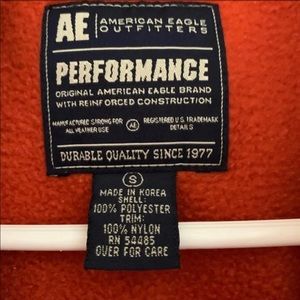 AE AMERICAN EAGLE
OUTFITTERS
PERFORMANCE
ORIGINAL AMERICAN EAGLE BRAND
WITH REINFORCED CONSTRUCTION
MANUFACTURED STRONG FOR
ALL WEATHER USE
AE
REGISTERED U.S. TRADEMARK
DETAILS
DURABLE QUALITY SINCE 1977
S
MADE IN KOREA
SHELL:
100% POLYESTER
TRIM:
100% NYLON
RN 54485
OVER FOR CARE